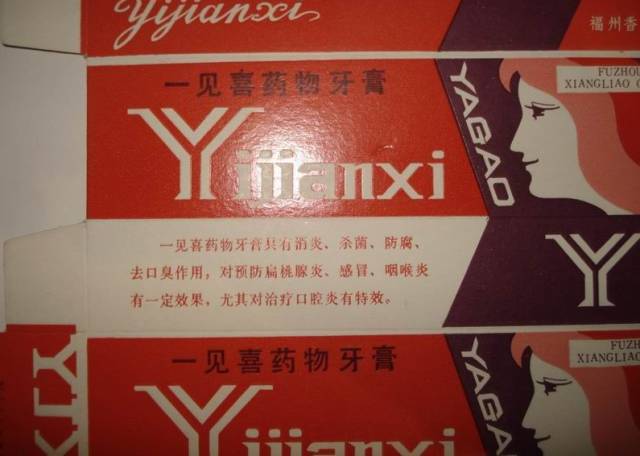 Yijianxi
福州香
一见喜药物牙膏
Yijianxi
YAGAO
FUZHOU
XIANGLIAO
一见喜药物牙膏具有消炎、杀菌、防腐、
去口臭作用，对预防扁桃腺炎、感冒、咽喉炎
有一定效果，尤其对治疗口腔炎有特效。
Y
一见喜药物牙膏
Yijianxi
YAGAO
FUZH
XIANGLIAO